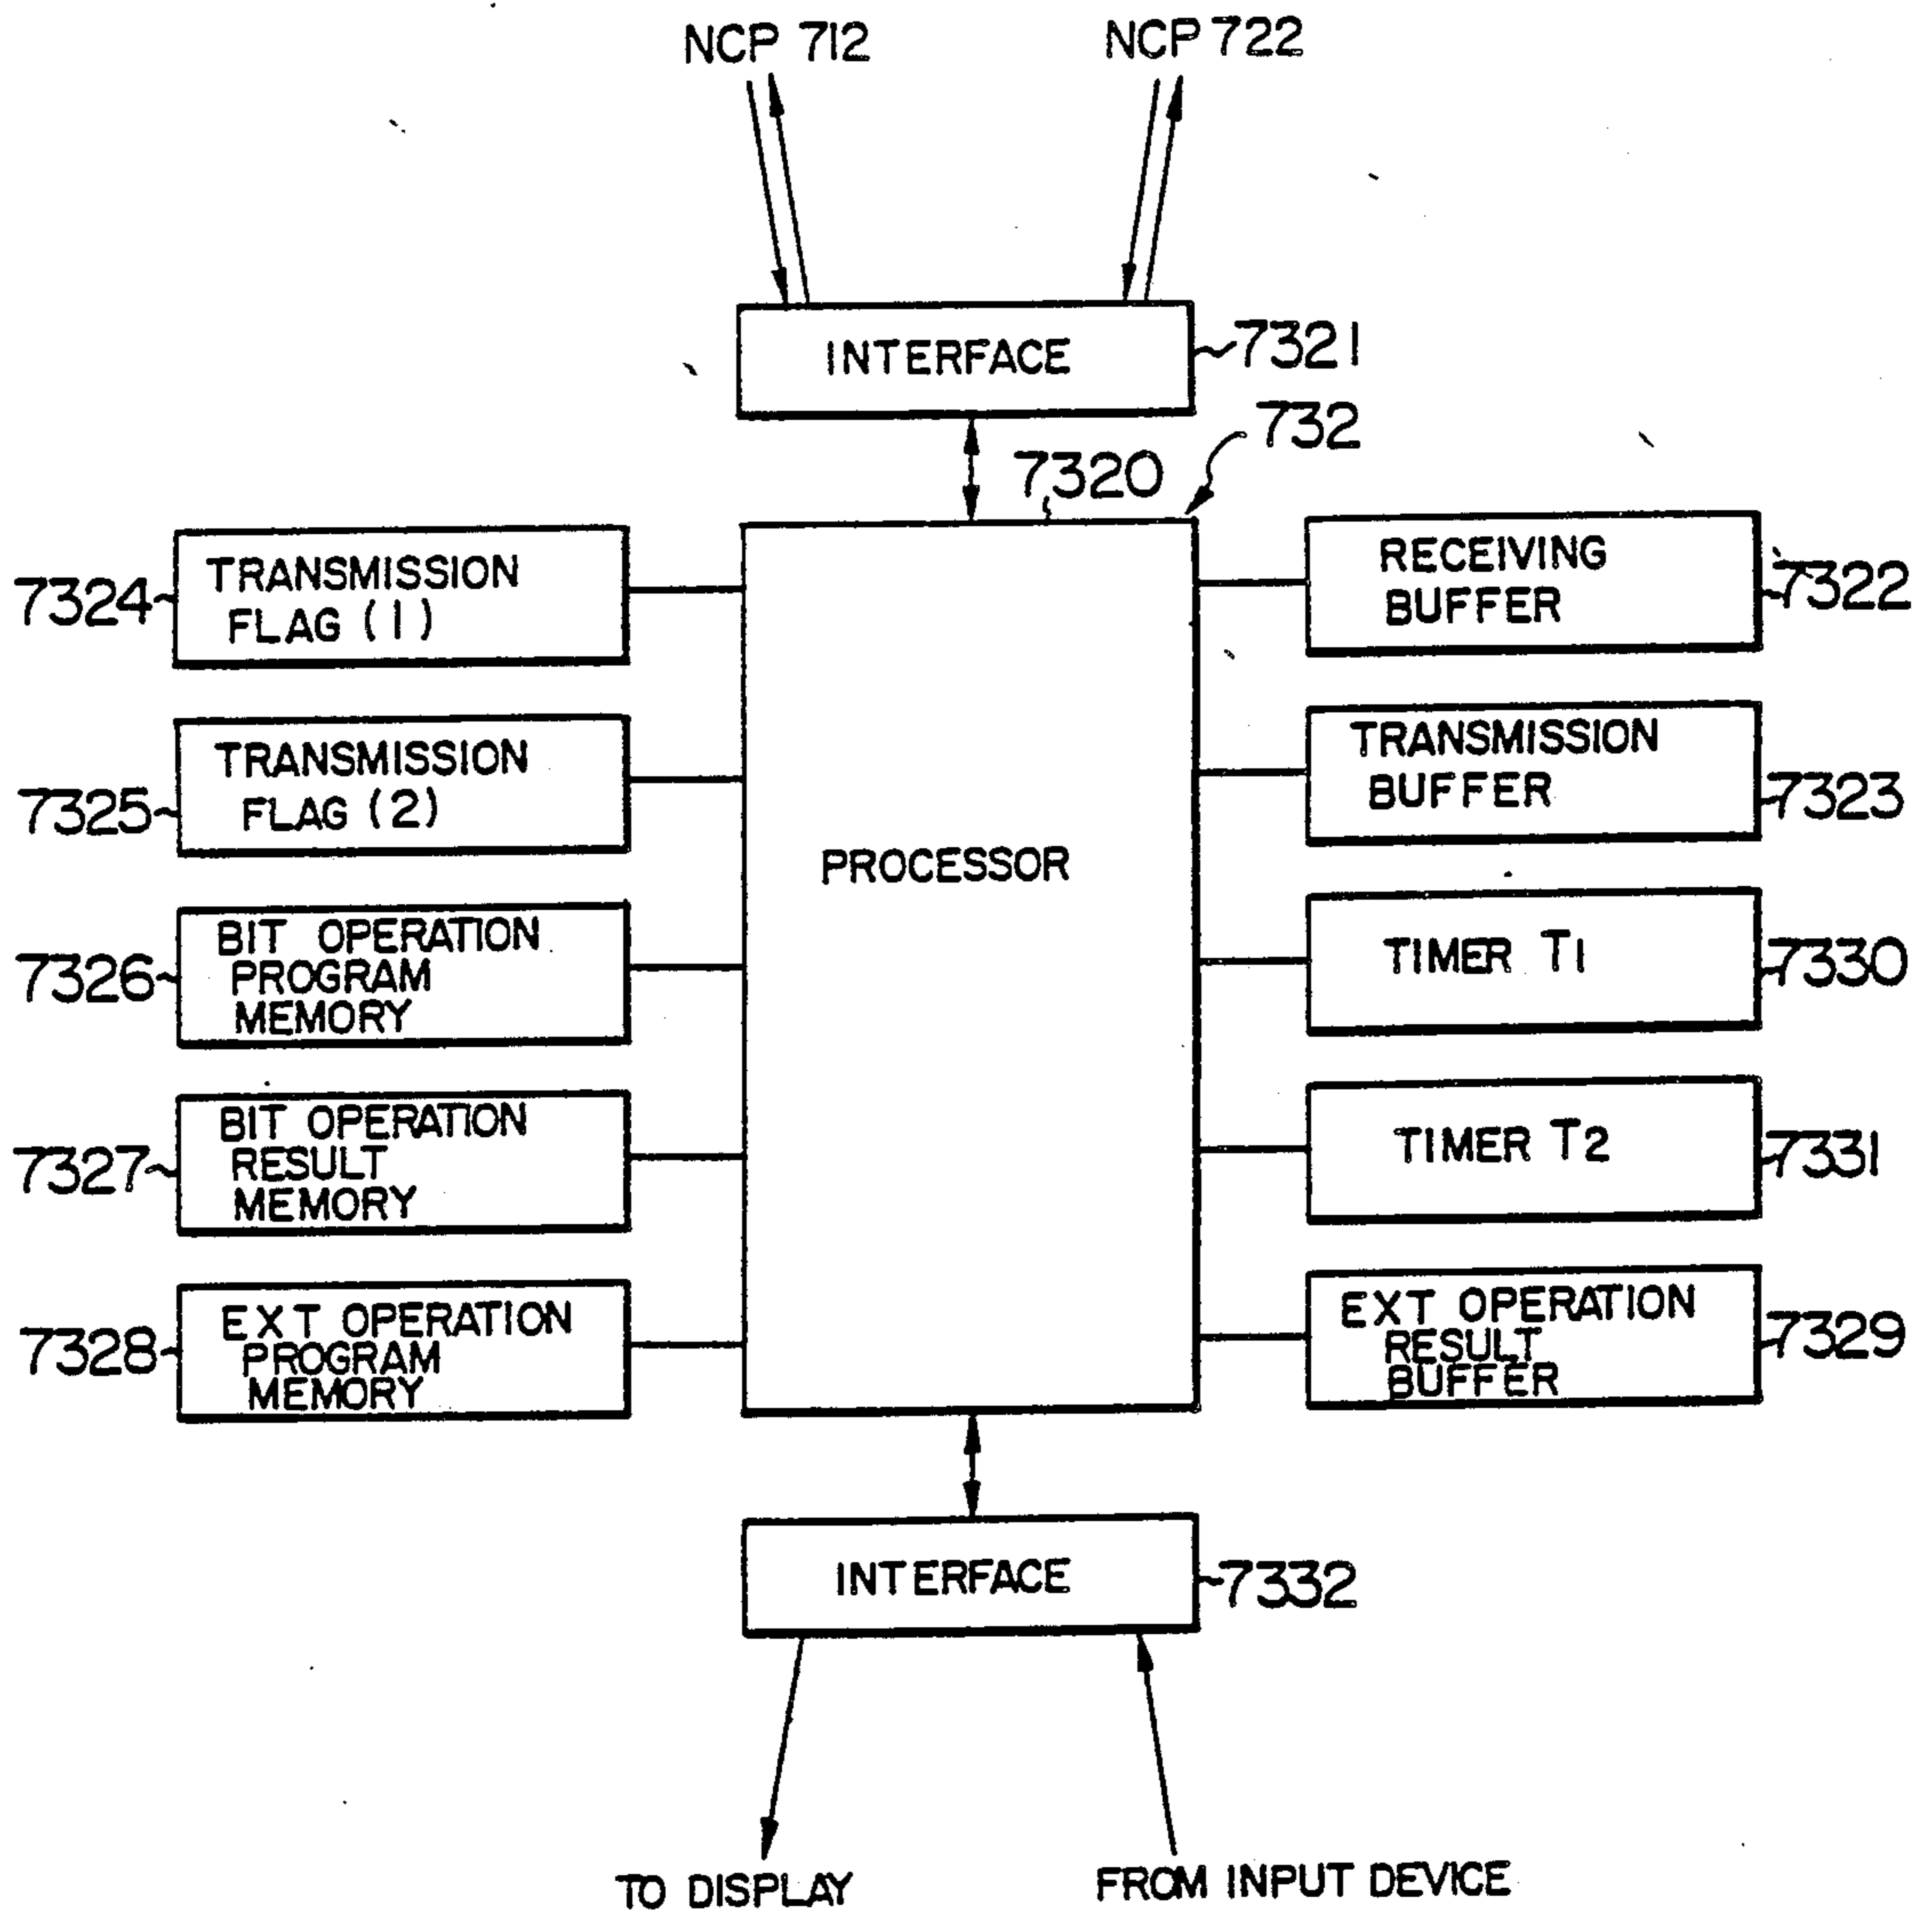 NCP 712
NCP 722
INTERFACE
7321
732
7320
TRANSMISSION
FLAG (1)
7324
RECEIVING
BUFFER
7322
TRANSMISSION
FLAG (2)
7325
TRANSMISSION
BUFFER
7323
PROCESSOR
BIT OPERATION
PROGRAM
MEMORY
7326
TIMER T1
7330
BIT OPERATION
RESULT
MEMORY
7327
TIMER T2
7331
EXT OPERATION
PROGRAM
MEMORY
7328
EXT OPERATION
RESULT
BUFFER
7329
INTERFACE
7332
TO DISPLAY
FROM INPUT DEVICE